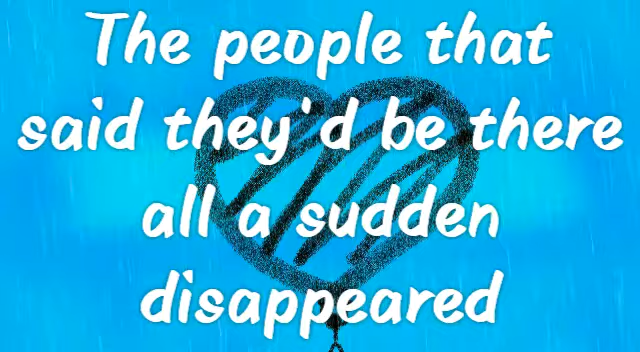 The people that
said they'd be there
all a sudden
disappeared